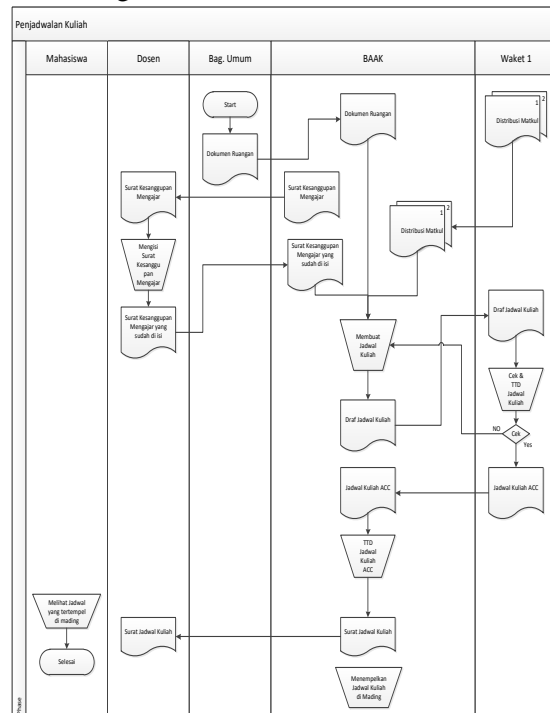 Penjadwalan Kuliah
Mahasiswa
Dosen
Bag. Umum
BAAK
Waket 1
Start
Dokumen Ruangan
Dokumen Ruangan
1
2
Distribusi Matkul
Surat Kesanggupan
Mengajar
Surat Kesanggupan
Mengajar
1
2
Distribusi Matkul
Mengisi
Surat
Kesanggu
pan
Mengajar
Surat Kesanggupan
Mengajar yang
sudah di isi
Surat Kesanggupan
Mengajar yang
sudah di isi
Membuat
Jadwal
Kuliah
Draf Jadwal Kuliah
Cek &
TTD
Jadwal
Kuliah
Draf Jadwal Kuliah
NO
Cek
Yes
Jadwal Kuliah ACC
Jadwal Kuliah ACC
TTD
Jadwal
Kuliah
ACC
Melihat Jadwal
yang tertempel
di mading
Surat Jadwal Kuliah
Surat Jadwal Kuliah
Selesai
Menempelkan
Jadwal Kuliah
di Mading
Phase